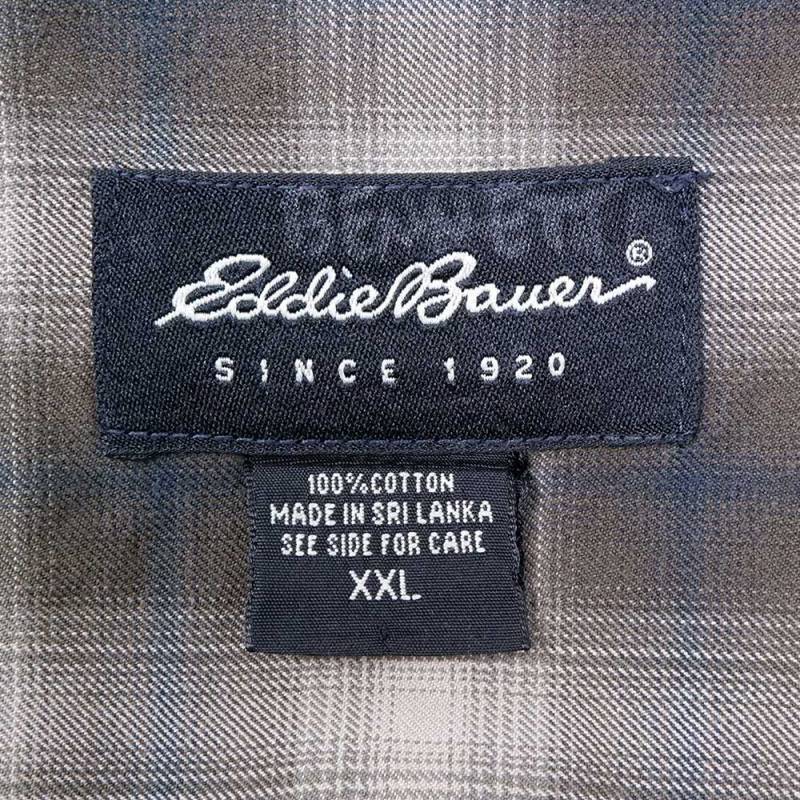 Eddie Bauer®
SINCE 1920
100% COTTON
MADE IN SRI LANKA
SEE SIDE FOR CARE
XXL